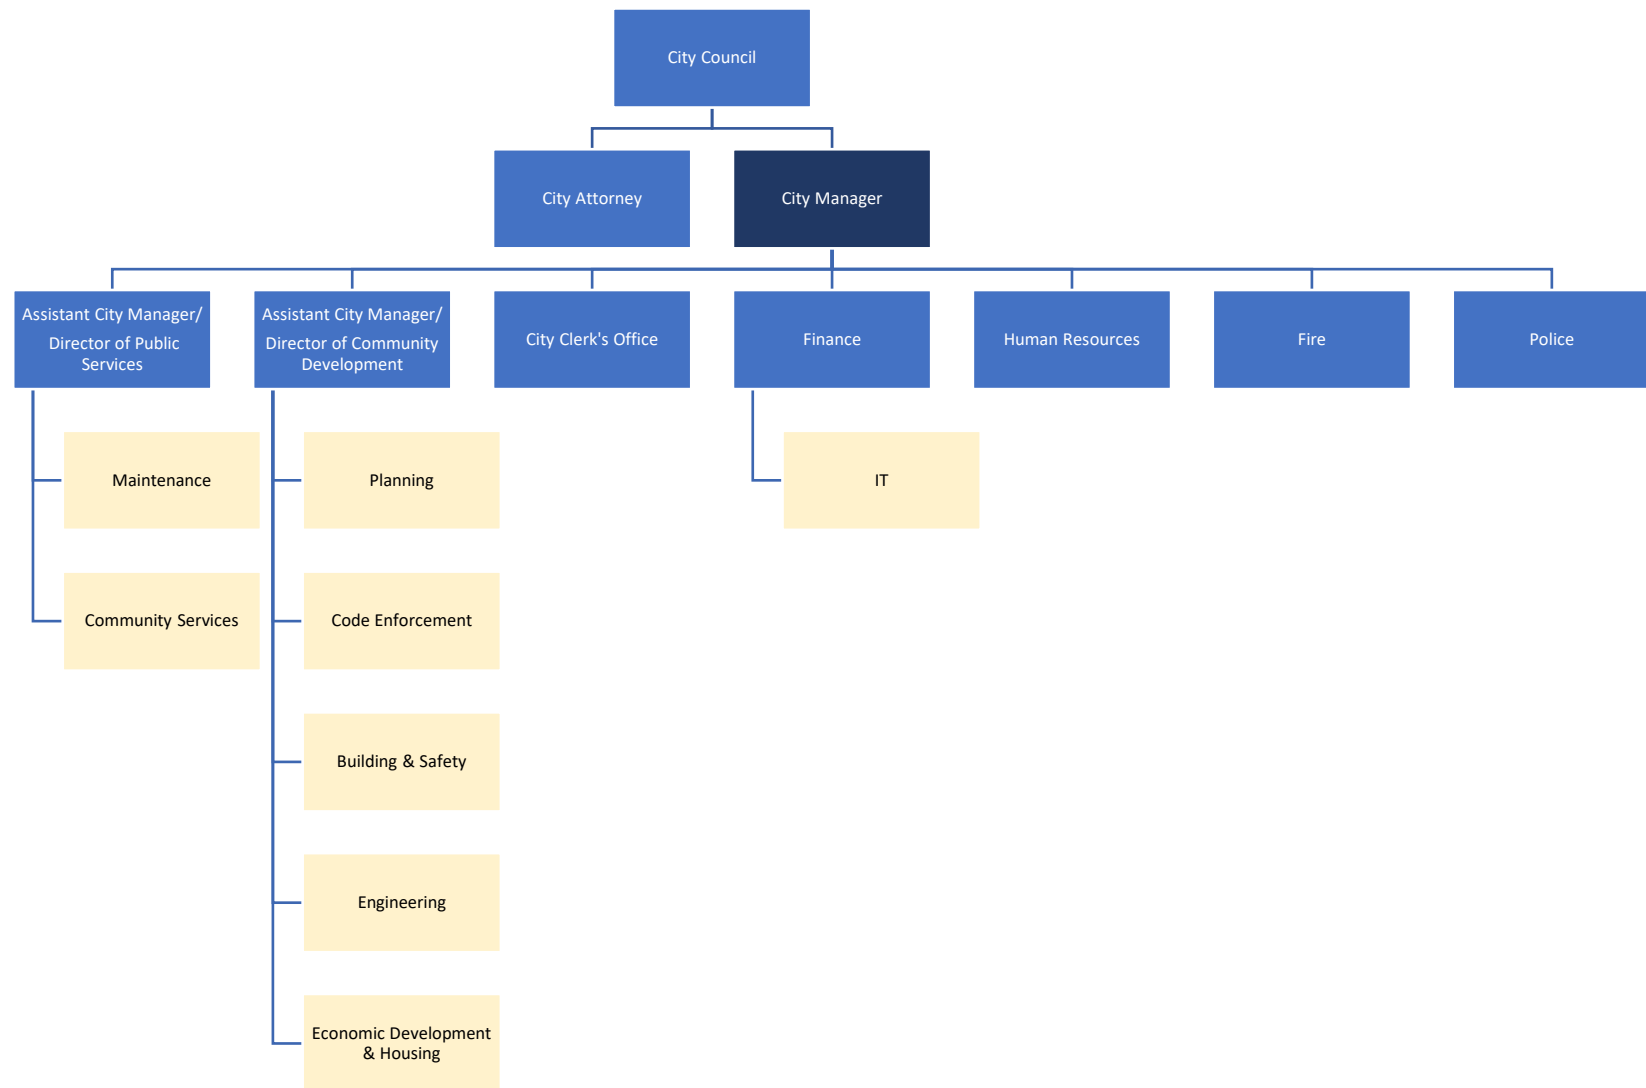 City Council
City Attorney
City Manager
Assistant City Manager/
Director of Public
Services
Assistant City Manager/
Director of Community
Development
City Clerk's Office
Finance
Human Resources
Fire
Police
Maintenance
Planning
IT
Community Services
Code Enforcement
Building & Safety
Engineering
Economic Development
& Housing